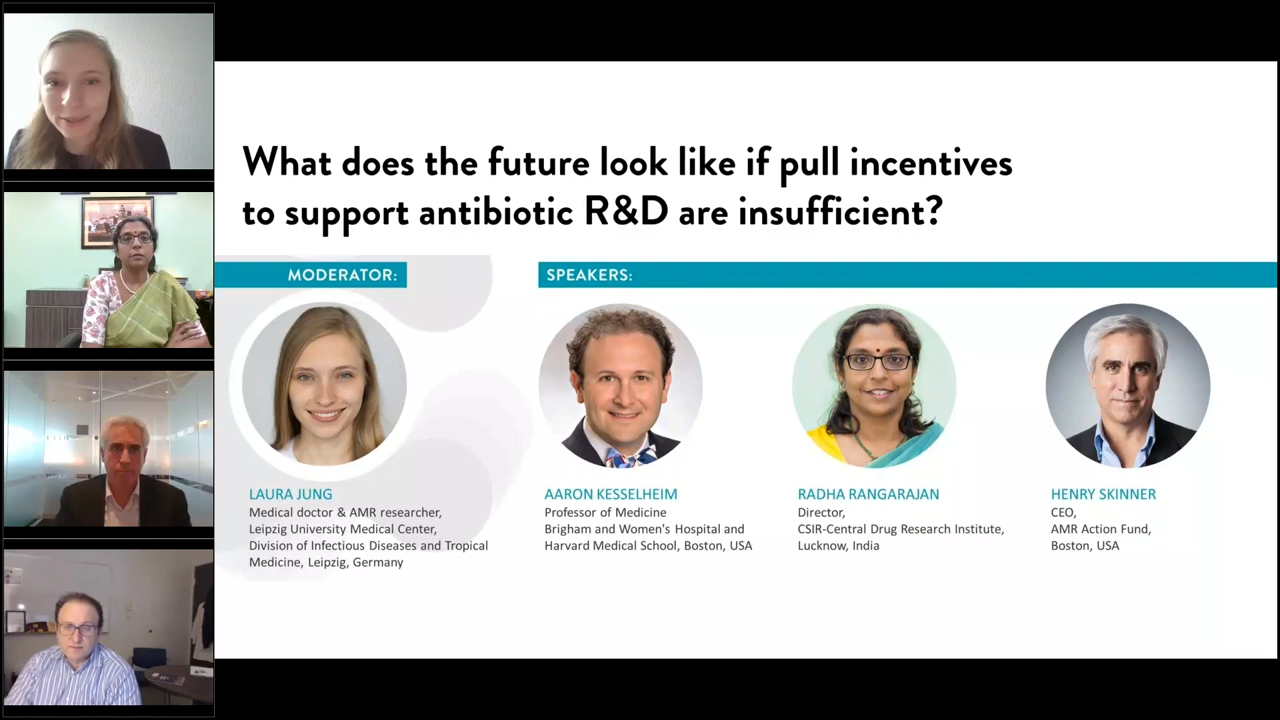 What does the future look like if pull incentives
to support antibiotic R&D are insufficient?
MODERATOR:
SPEAKERS:
LAURA JUNG
Medical doctor & AMR researcher,
Leipzig University Medical Center,
Division of Infectious Diseases and Tropical
Medicine, Leipzig, Germany
AARON KESSELHEIM
Professor of Medicine
Brigham and Women's Hospital and
Harvard Medical School, Boston, USA
RADHA RANGARAJAN
Director,
CSIR-Central Drug Research Institute,
Lucknow, India
HENRY SKINNER
CEO,
AMR Action Fund,
Boston, USA